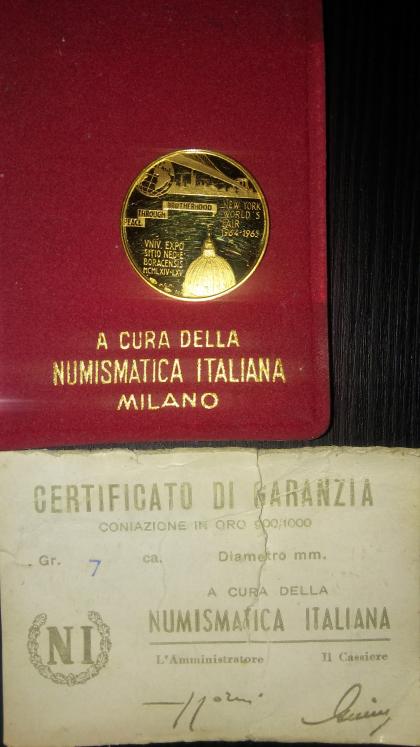 BROTHERHOOD
THROUGH
PEACE
NEW YORK
WORLD'S
FAIR
1964-1965
VNIV. EXPO
SITIO NEO-E
BORACENSIS
MCMLXIV-LXV
A CURA DELLA
NUMISMATICA ITALIANA
MILANO
CERTIFICATO DI GARANZIA
CONIAZIONE IN ORO 900/1000
Gr. 7 ca. Diametro mm.
A CURA DELLA
NUMISMATICA ITALIANA
NI
L'Amministratore Il Cassiere